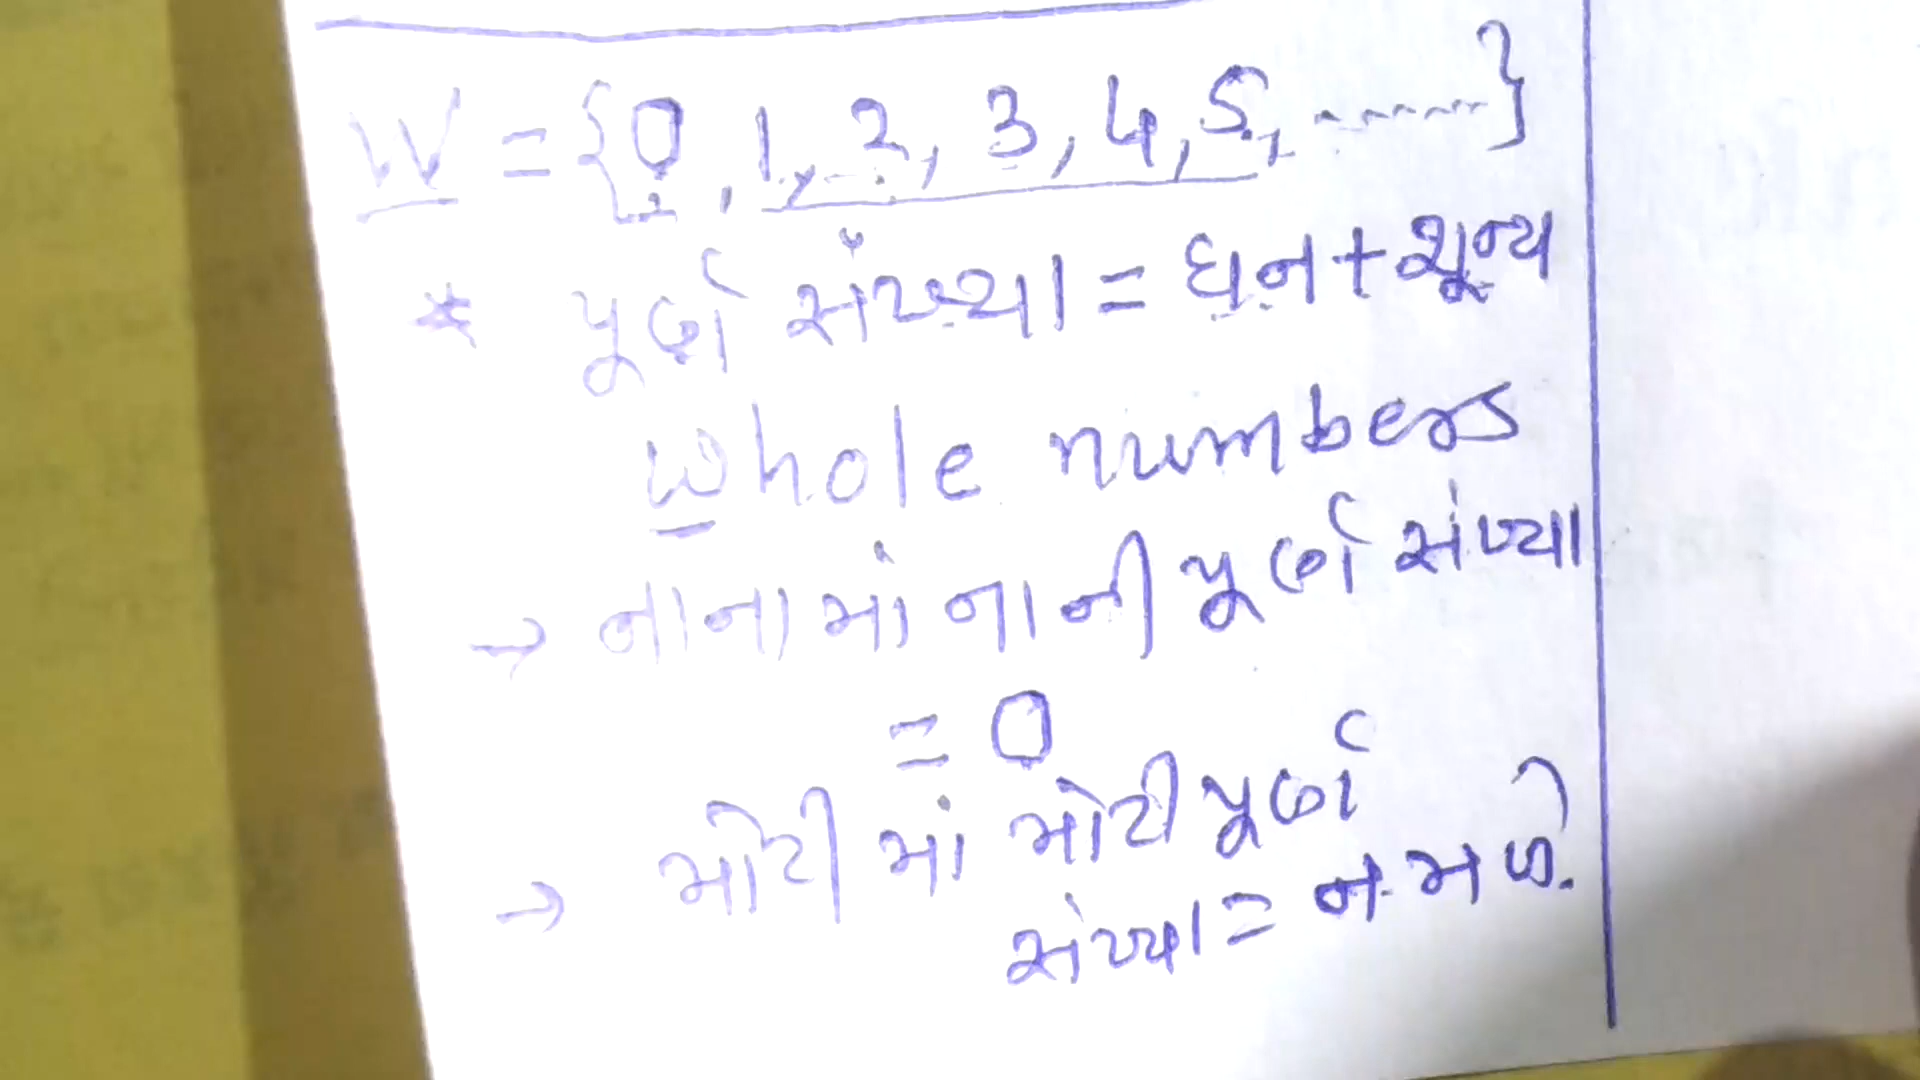 W = {0, 1, 2, 3, 4, 5, ------}
* પૂર્ણ સંખ્યા = ધન + શૂન્ય
whole numbers
→ નાનામાં નાની પૂર્ણ સંખ્યા
= 0
→ મોટી માં મોટી પૂર્ણ
સંખ્યા = ન મળે.